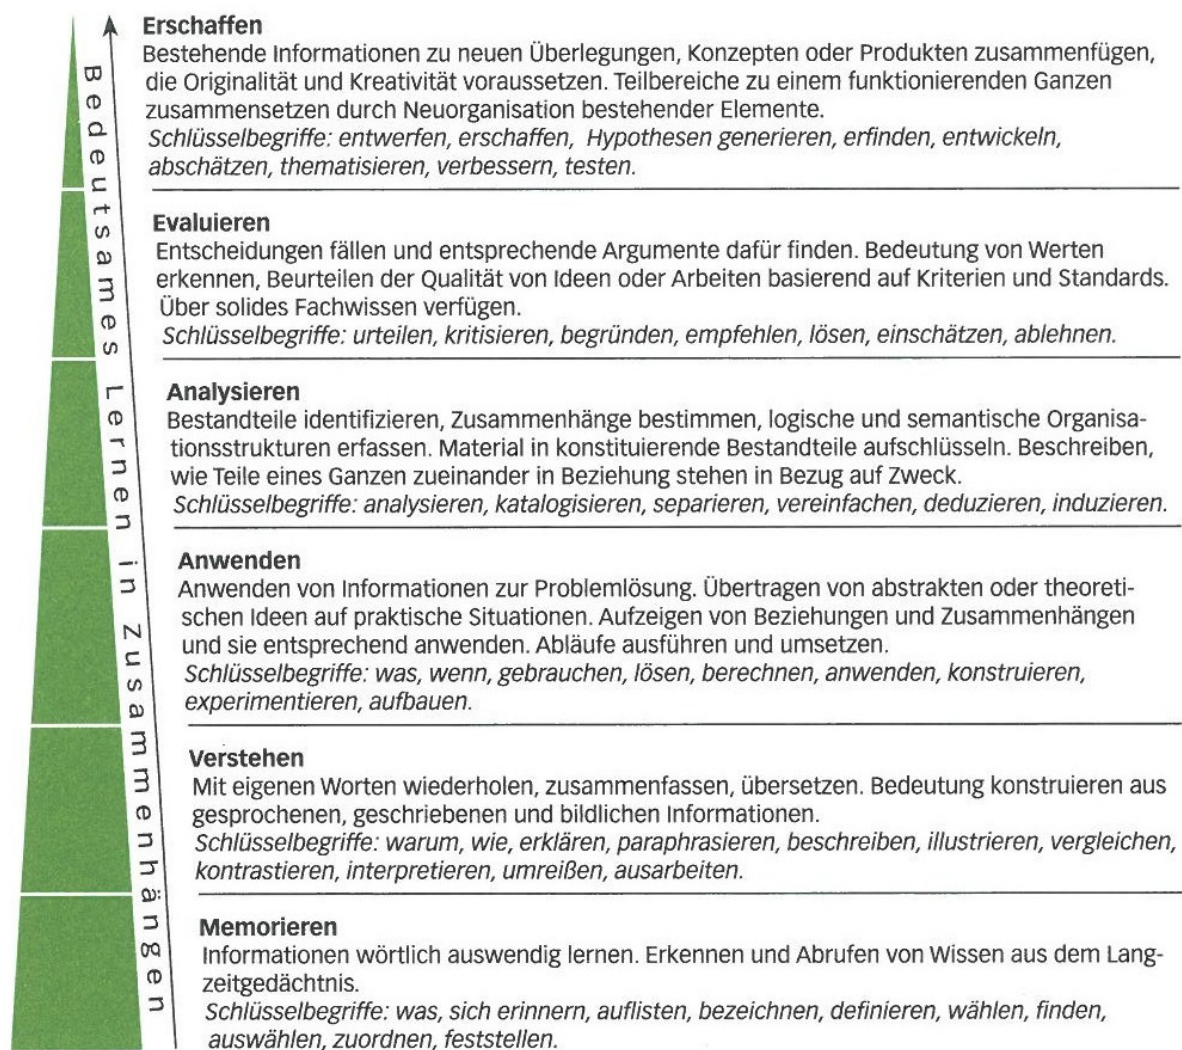 Erschaffen
Bestehende Informationen zu neuen Überlegungen, Konzepten oder Produkten zusammenfügen,
die Originalität und Kreativität voraussetzen. Teilbereiche zu einem funktionierenden Ganzen
zusammensetzen durch Neuorganisation bestehender Elemente.
Schlüsselbegriffe: entwerfen, erschaffen, Hypothesen generieren, erfinden, entwickeln,
abschätzen, thematisieren, verbessern, testen.
Evaluieren
Entscheidungen fällen und entsprechende Argumente dafür finden. Bedeutung von Werten
erkennen, Beurteilen der Qualität von Ideen oder Arbeiten basierend auf Kriterien und Standards.
Über solides Fachwissen verfügen.
Schlüsselbegriffe: urteilen, kritisieren, begründen, empfehlen, lösen, einschätzen, ablehnen.
Analysieren
Bestandteile identifizieren, Zusammenhänge bestimmen, logische und semantische Organisa-
tionsstrukturen erfassen. Material in konstituierende Bestandteile aufschlüsseln. Beschreiben,
wie Teile eines Ganzen zueinander in Beziehung stehen in Bezug auf Zweck.
Schlüsselbegriffe: analysieren, katalogisieren, separieren, vereinfachen, deduzieren, induzieren.
Anwenden
Anwenden von Informationen zur Problemlösung. Übertragen von abstrakten oder theoreti-
schen Ideen auf praktische Situationen. Aufzeigen von Beziehungen und Zusammenhängen
und sie entsprechend anwenden. Abläufe ausführen und umsetzen.
Schlüsselbegriffe: was, wenn, gebrauchen, lösen, berechnen, anwenden, konstruieren,
experimentieren, aufbauen.
Verstehen
Mit eigenen Worten wiederholen, zusammenfassen, übersetzen. Bedeutung konstruieren aus
gesprochenen, geschriebenen und bildlichen Informationen.
Schlüsselbegriffe: warum, wie, erklären, paraphrasieren, beschreiben, illustrieren, vergleichen,
kontrastieren, interpretieren, umreißen, ausarbeiten.
Memorieren
Informationen wörtlich auswendig lernen. Erkennen und Abrufen von Wissen aus dem Lang-
zeitgedächtnis.
Schlüsselbegriffe: was, sich erinnern, auflisten, bezeichnen, definieren, wählen, finden,
auswählen, zuordnen, feststellen.
Bedeutsames Lernen in Zusammenhängen